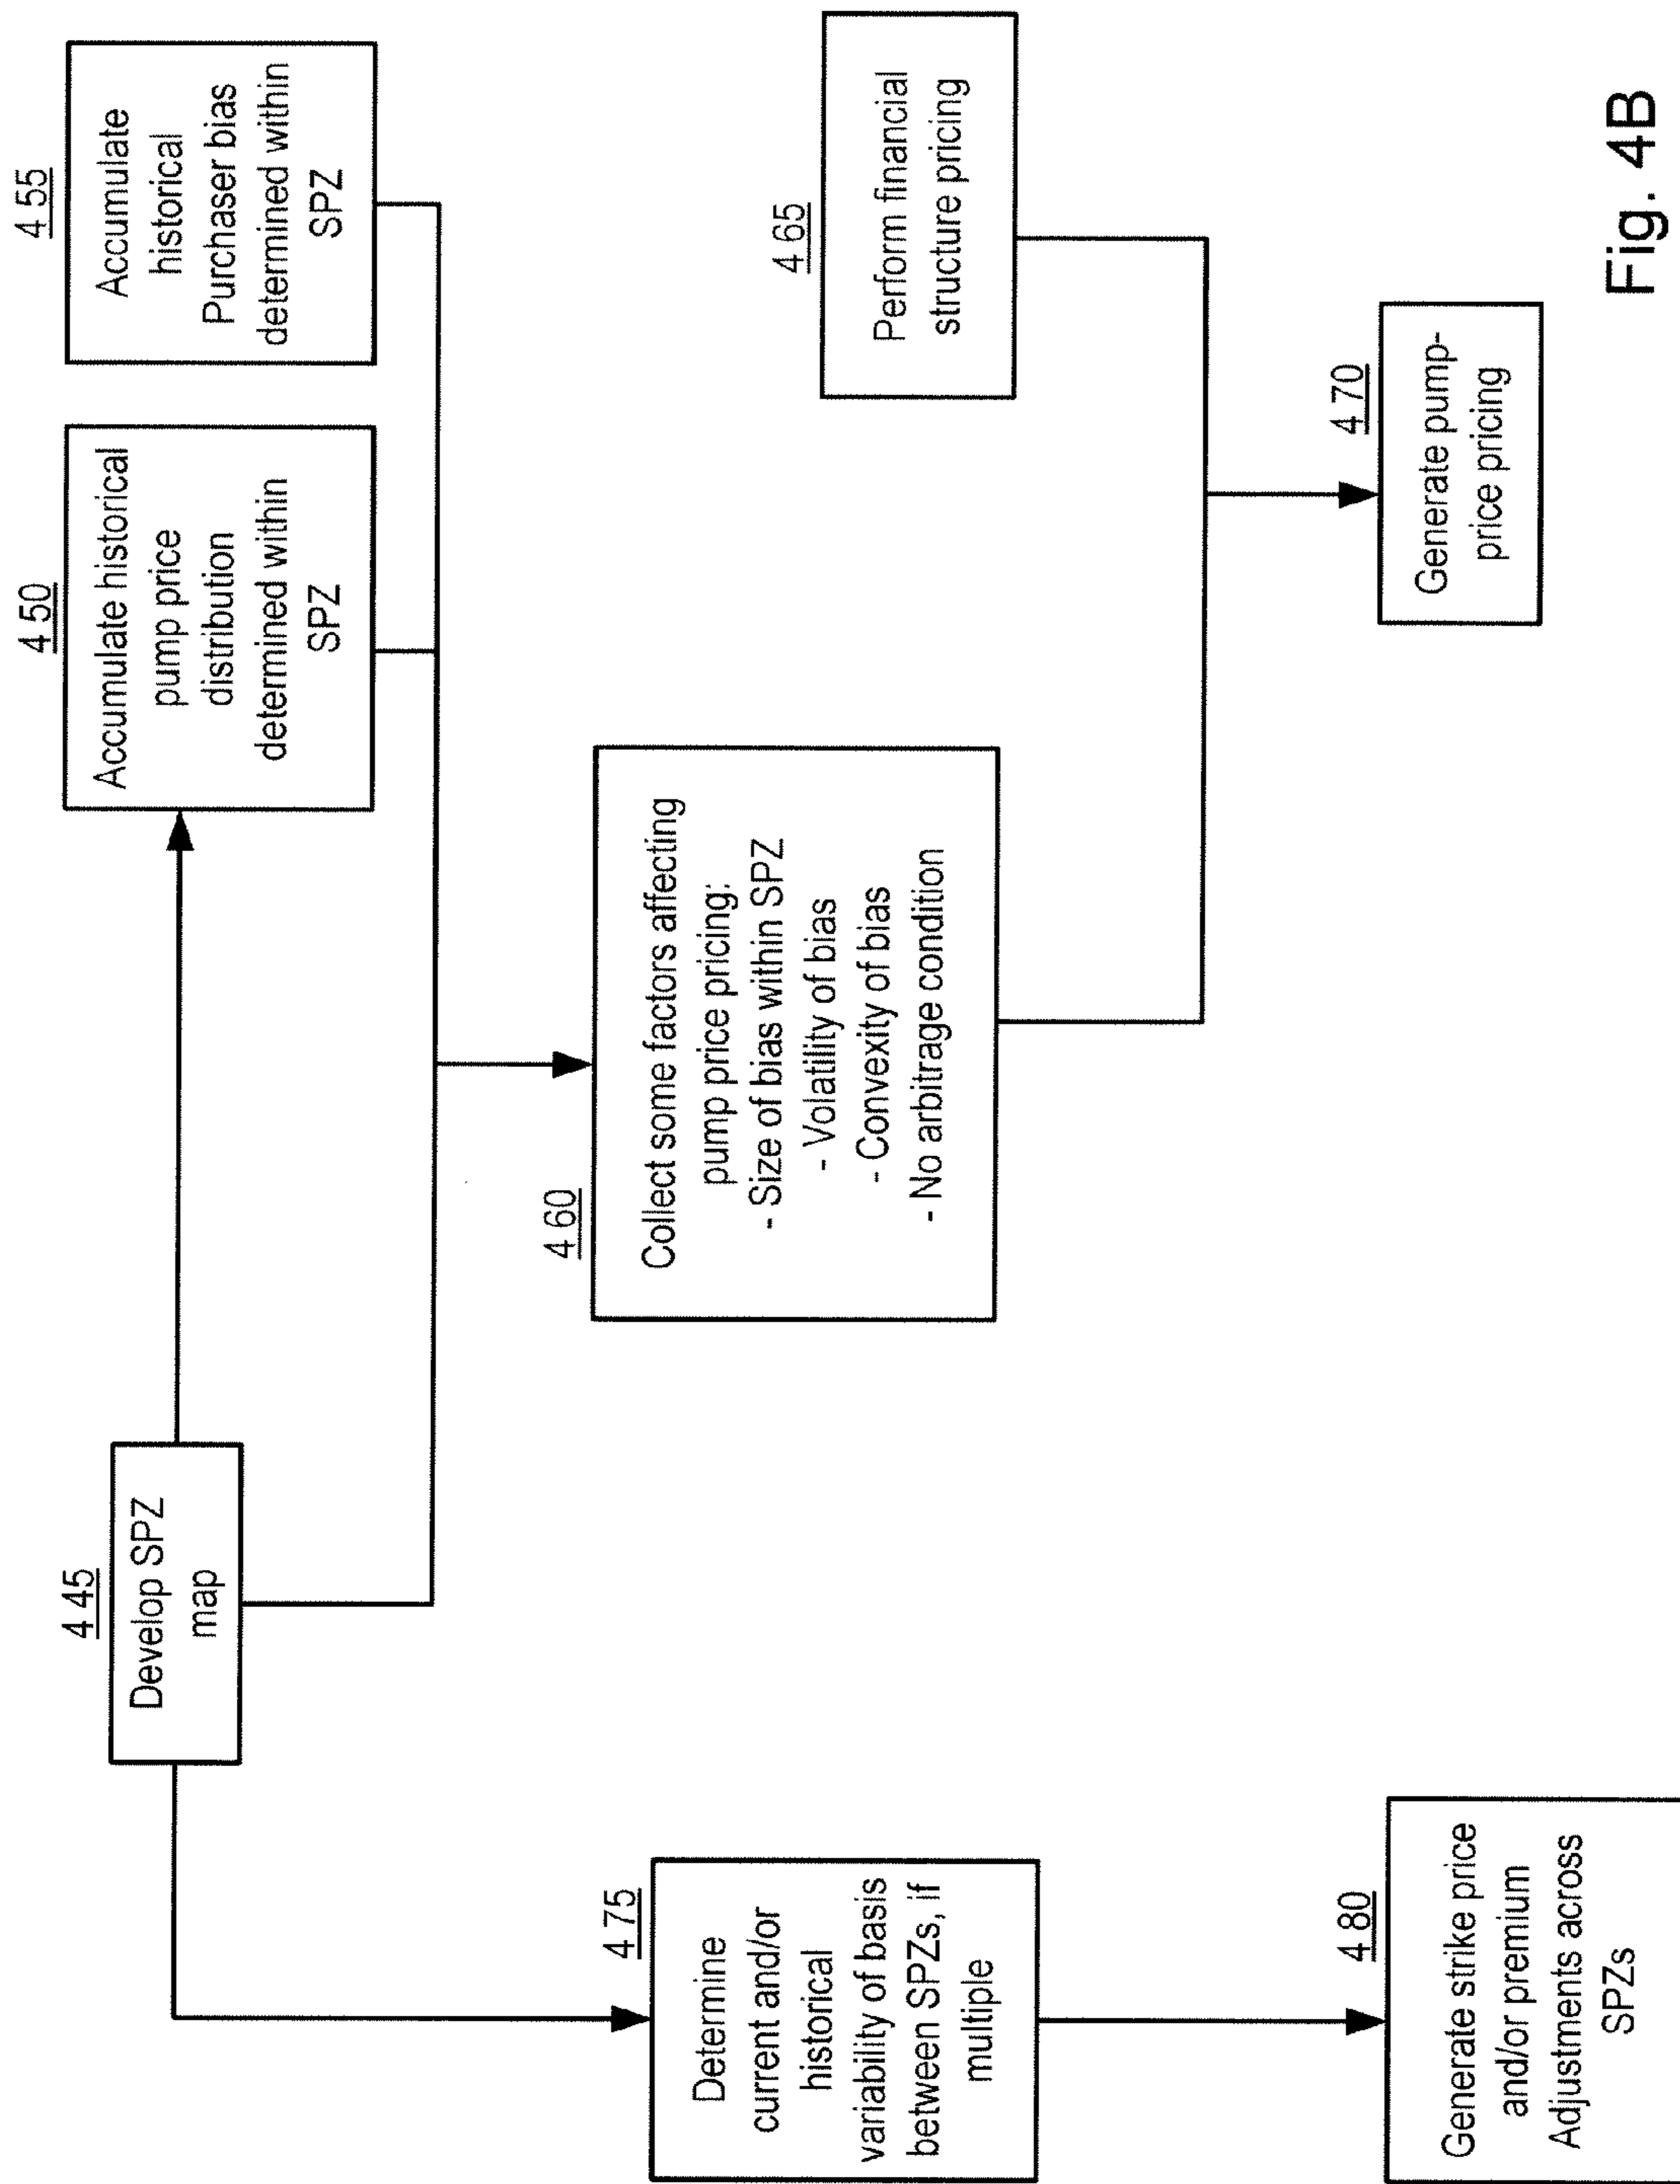 4 45
Develop SPZ
map
4 50
Accumulate historical
pump price
distribution
determined within
SPZ
4 55
Accumulate
historical
Purchaser bias
determined within
SPZ
4 60
Collect some factors affecting
pump price pricing:
- Size of bias within SPZ
- Volatility of bias
- Convexity of bias
- No arbitrage condition
4 65
Perform financial
structure pricing
4 75
Determine
current and/or
historical
variability of basis
between SPZs, if
multiple
4 70
Generate pump-
price pricing
4 80
Generate strike price
and/or premium
Adjustments across
SPZs
Fig. 4B